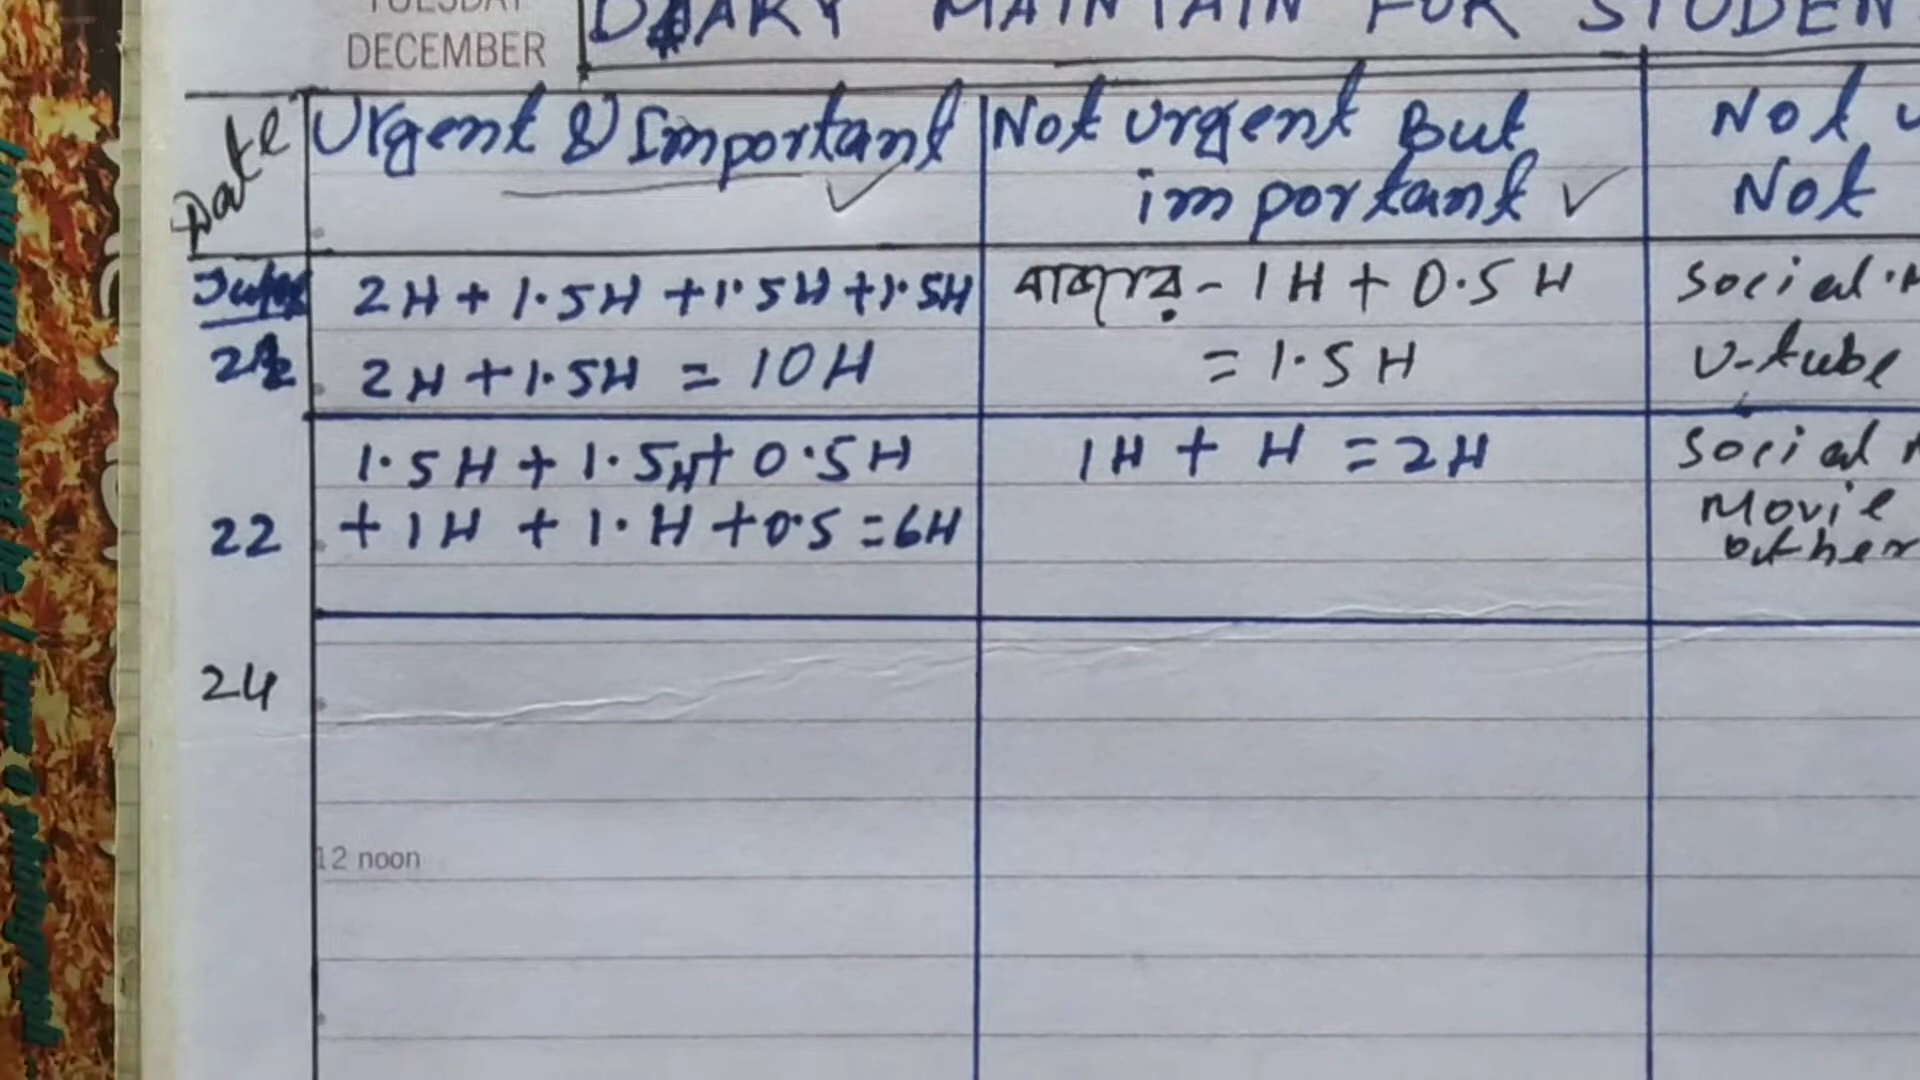 TUESDAY
DECEMBER
DIARY MAINTAIN FOR STUDEN
Date
Urgent & Important
Not urgent But
important ✓
Not u
Not
2H + 1.5H + 1.5H + 1.5H
2H + 1.5H = 10H
বাজার - 1H + 0.5H
= 1.5H
Social
U-tube
22
1.5H + 1.5H + 0.5H
+ 1H + 1.H + 0.5 = 6H
1H + H = 2H
Social
Movie
other
24
12 noon